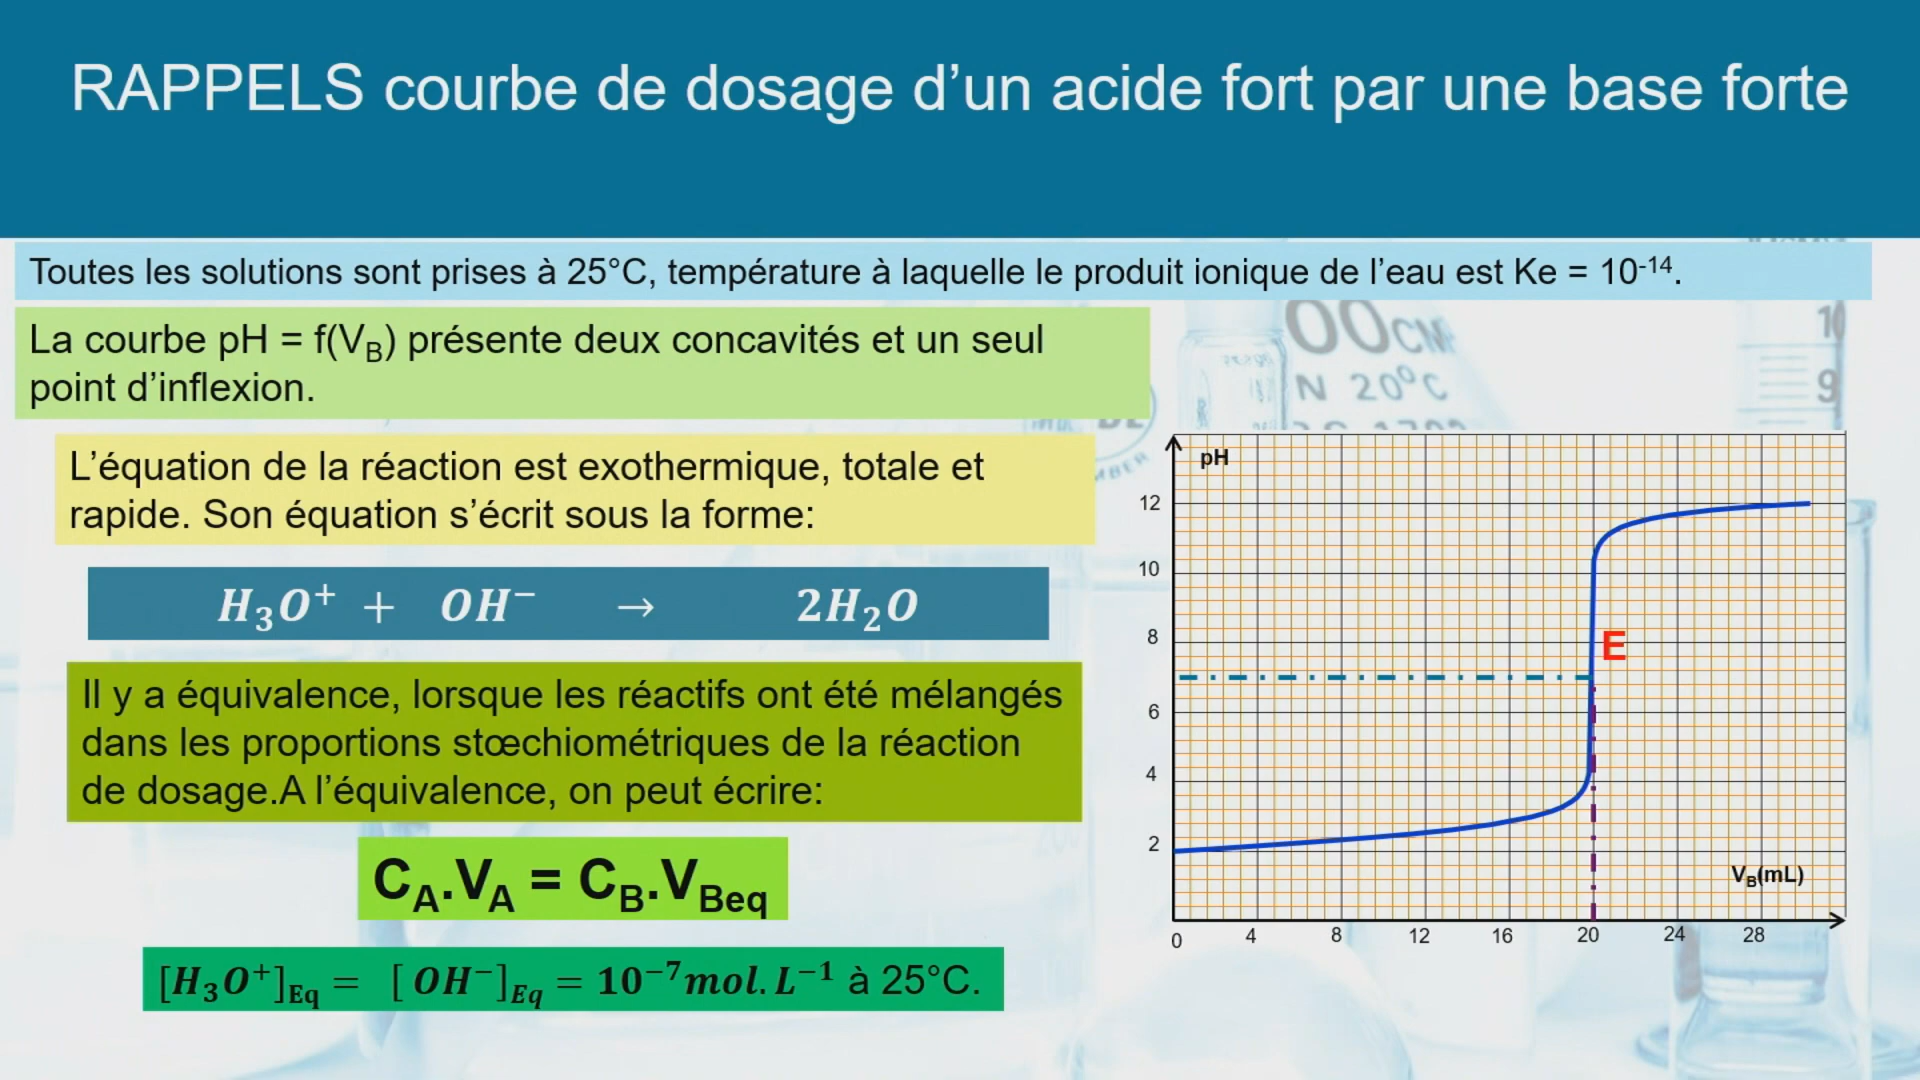 RAPPELS courbe de dosage d’un acide fort par une base forte
Toutes les solutions sont prises à 25°C, température à laquelle le produit ionique de l’eau est Ke = 10⁻¹⁴.
La courbe pH = f(V_B) présente deux concavités et un seul
point d’inflexion.
L’équation de la réaction est exothermique, totale et
rapide. Son équation s’écrit sous la forme:
H₃O⁺ + OH⁻ → 2H₂O
Il y a équivalence, lorsque les réactifs ont été mélangés
dans les proportions stœchiométriques de la réaction
de dosage.A l’équivalence, on peut écrire:
C_A.V_A = C_B.V_Beq
[H₃O⁺]_Eq = [ OH⁻]_Eq = 10⁻⁷mol.L⁻¹ à 25°C.
OOCM
N 20°C
10
9
pH
12
10
8
E
6
4
2
V_B(mL)
0 4 8 12 16 20 24 28